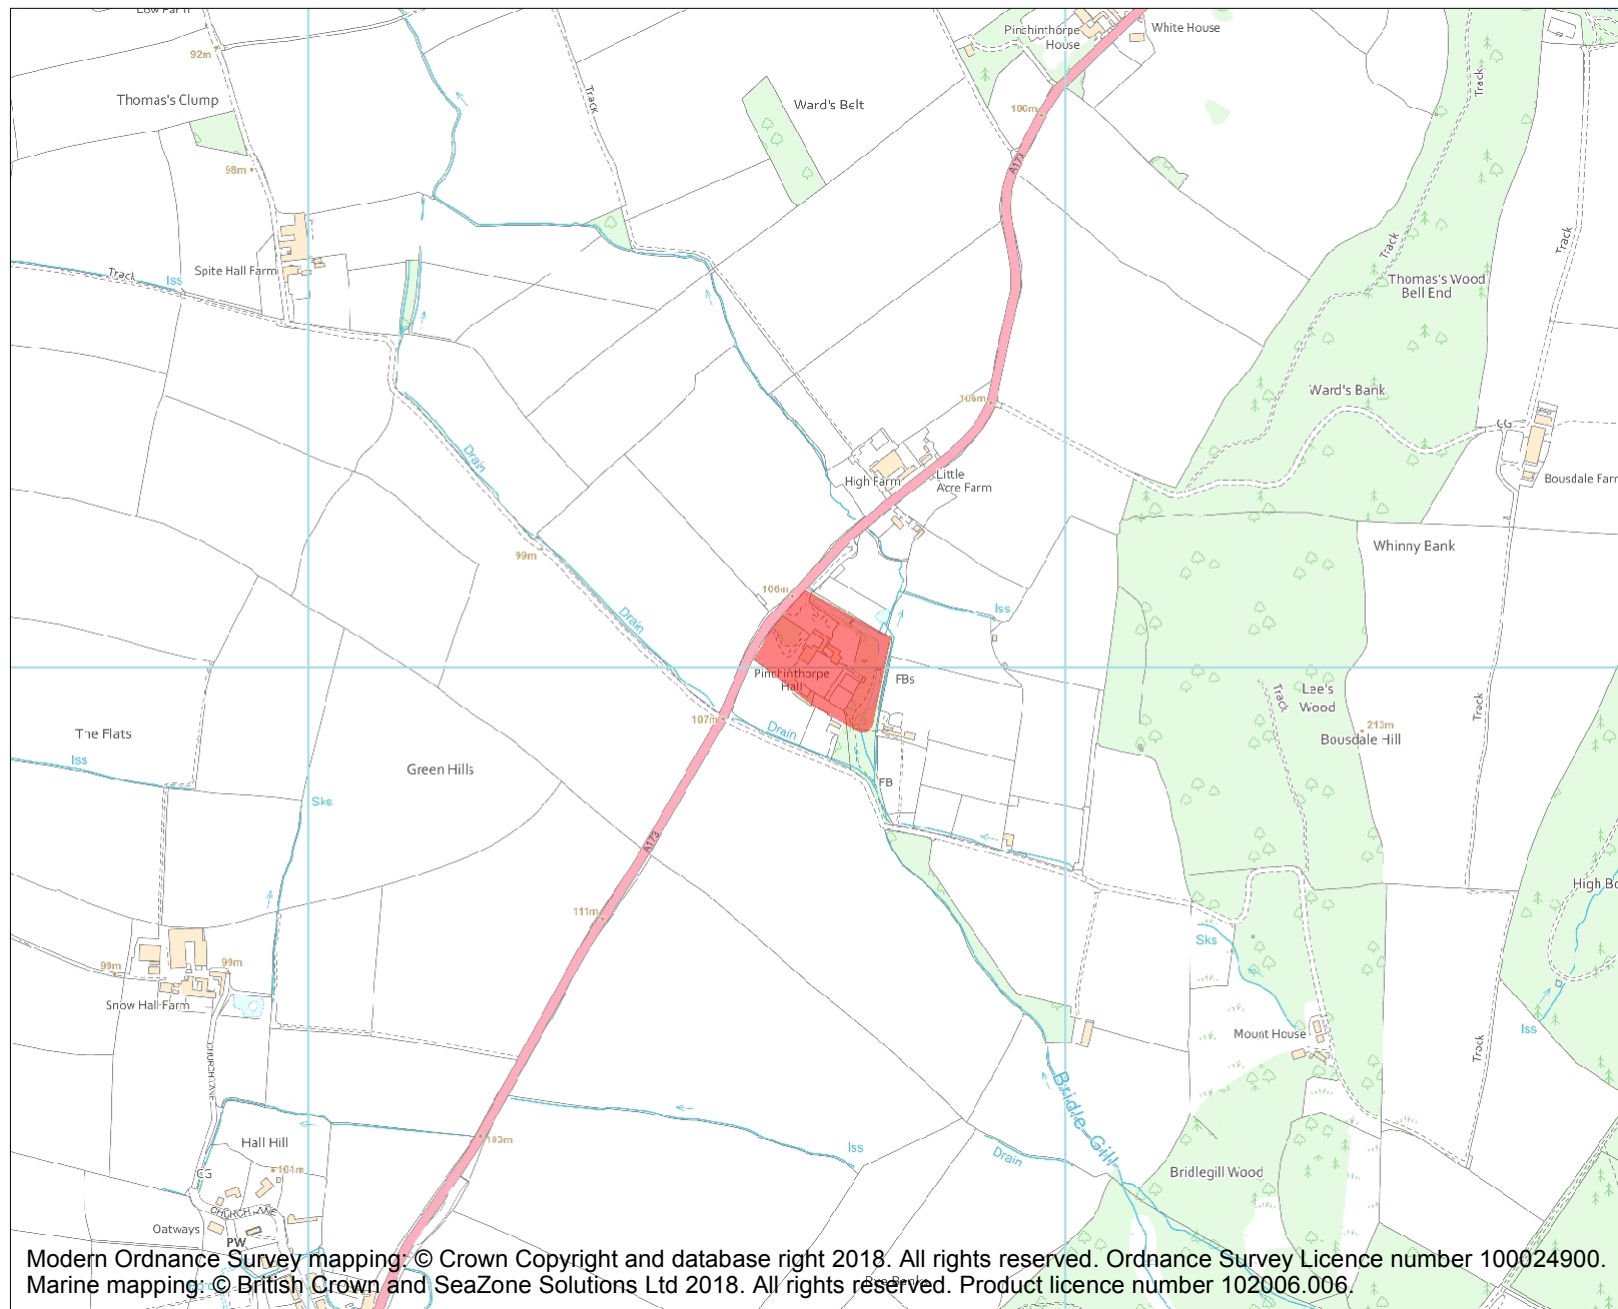 Low Farm
Pinchinthorpe
House
White House
92m
Track
Track
Thomas's Clump
Ward's Belt
106m
98m
A173
Track
Track
Spite Hall Farm
Track
Iss
Thomas's Wood
Bell End
Ward's Bank
CG
Drain
High Farm
Little
Acre Farm
Bousdale Farm
Whinny Bank
99m
106m
Drain
Iss
Pinchinthorpe
Hall
FBs
Lee's
Wood
Track
Track
213m
Bousdale Hill
107m
Drain
The Flats
Iss
Green Hills
FB
Sks
A173
111m
Sks
99m
99m
Snow Hall Farm
Iss
Mount House
Track
CHURCH LANE
Bridle Gill
Hall Hill
103m
Iss
Drain
CG
101m
Bridlegill Wood
CHURCH LANE
Oatways
PW
Modern Ordnance Survey mapping: © Crown Copyright and database right 2018. All rights reserved. Ordnance Survey Licence number 100024900.
Marine mapping: © British Crown and SeaZone Solutions Ltd 2018. All rights reserved. Product licence number 102006.006.